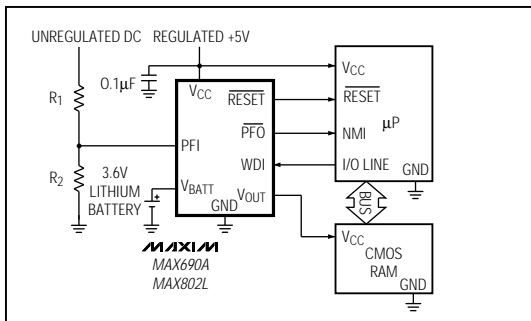 UNREGULATED DC REGULATED +5V
0.1µF
R1
R2
3.6V
LITHIUM
BATTERY
VCC
RESET
PFO
PFI
WDI
VBATT
VOUT
GND
MAXIM
MAX690A
MAX802L
VCC
RESET
µP
NMI
I/O LINE
GND
BUS
VCC
CMOS
RAM
GND